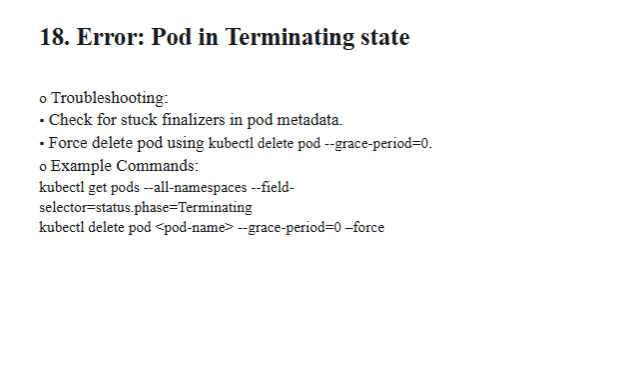 18. Error: Pod in Terminating state
o Troubleshooting:
▪ Check for stuck finalizers in pod metadata.
▪ Force delete pod using kubectl delete pod --grace-period=0.
o Example Commands:
kubectl get pods --all-namespaces --field-
selector=status.phase=Terminating
kubectl delete pod <pod-name> --grace-period=0 –force